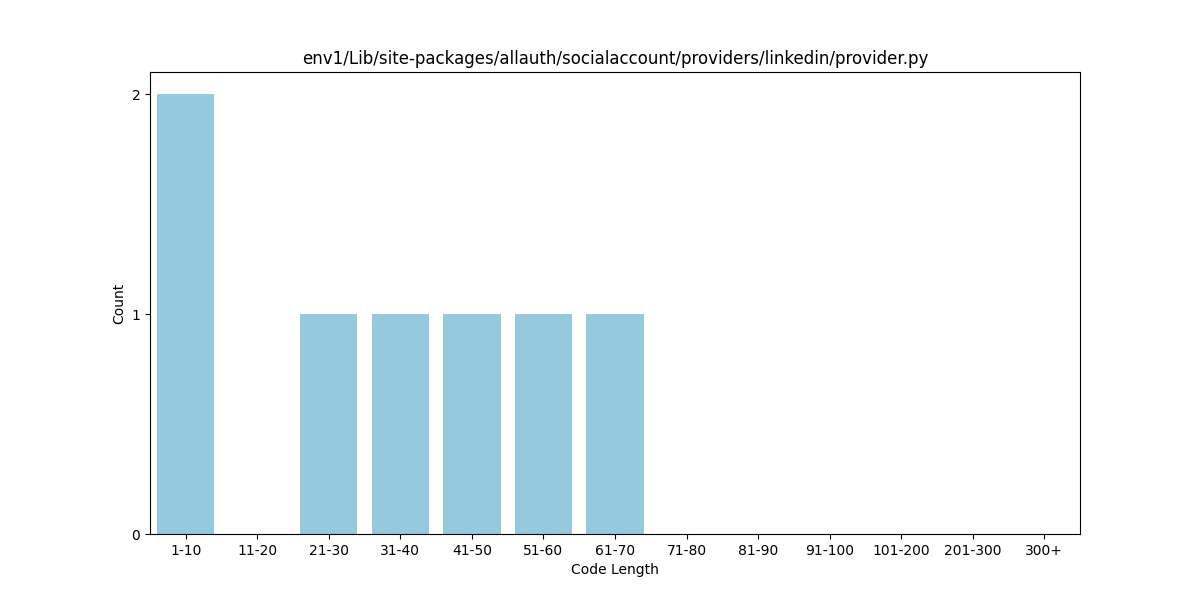 env1/Lib/site-packages/allauth/socialaccount/providers/linkedin/provider.py
2
1
0
Count
1-10 11-20 21-30 31-40 41-50 51-60 61-70 71-80 81-90 91-100 101-200 201-300 300+
Code Length